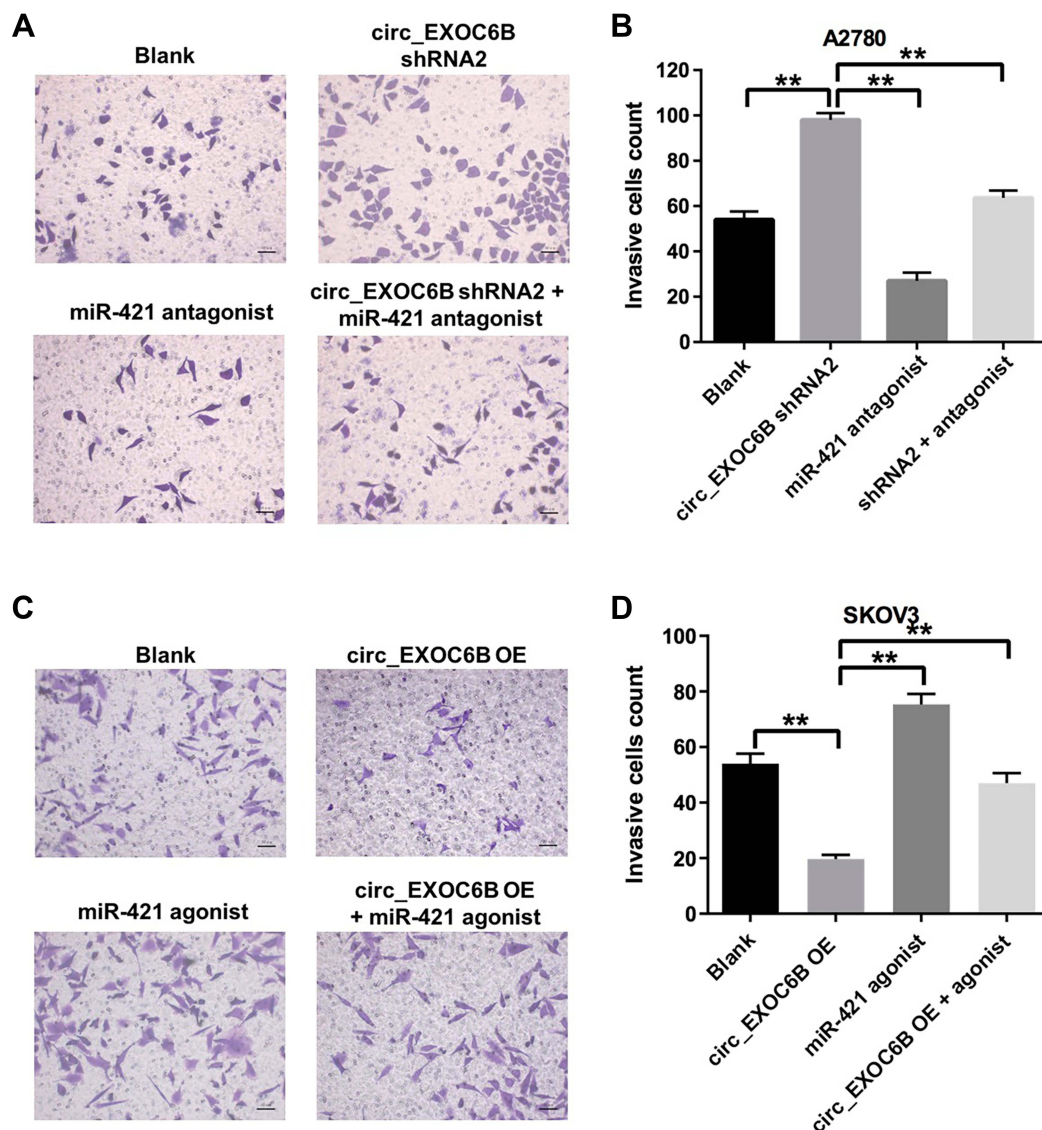 A
Blank
circ_EXOC6B
shRNA2
miR-421 antagonist
circ_EXOC6B shRNA2 +
miR-421 antagonist
B
A2780
**
**
**
Invasive cells count
120
100
80
60
40
20
0
Blank
circ_EXOC6B shRNA2
miR-421 antagonist
shRNA2 + antagonist
C
Blank
circ_EXOC6B OE
miR-421 agonist
circ_EXOC6B OE
+ miR-421 agonist
D
SKOV3
**
**
**
Invasive cells count
100
80
60
40
20
0
Blank
circ_EXOC6B OE
miR-421 agonist
circ_EXOC6B OE + agonist